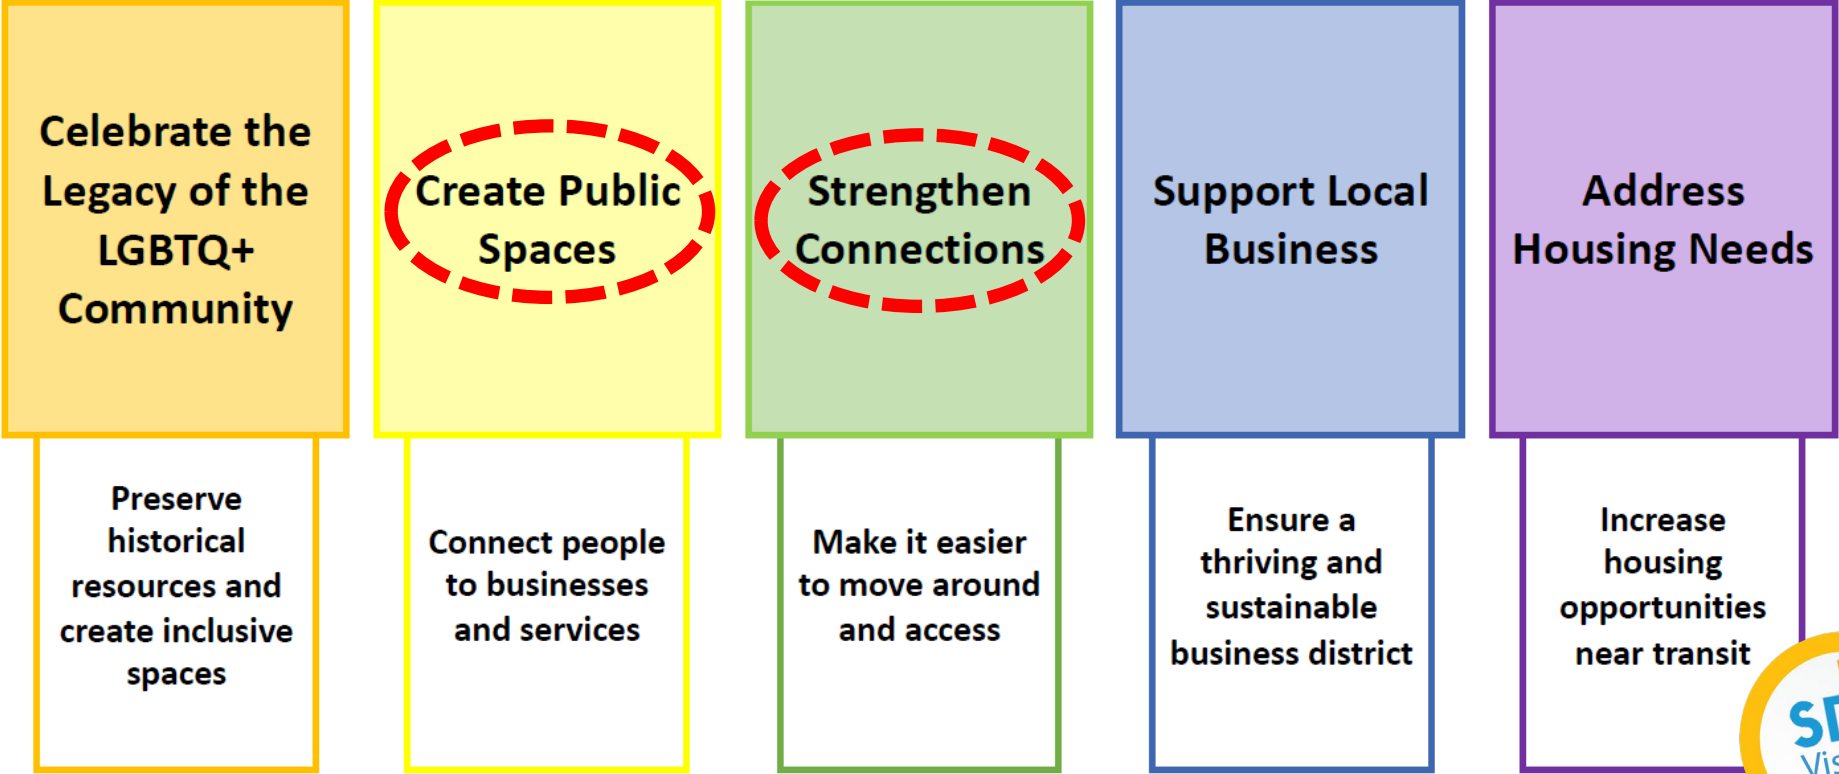 Celebrate the
Legacy of the
LGBTQ+
Community
Create Public
Spaces
Strengthen
Connections
Support Local
Business
Address
Housing Needs
Preserve
historical
resources and
create inclusive
spaces
Connect people
to businesses
and services
Make it easier
to move around
and access
Ensure a
thriving and
sustainable
business district
Increase
housing
opportunities
near transit